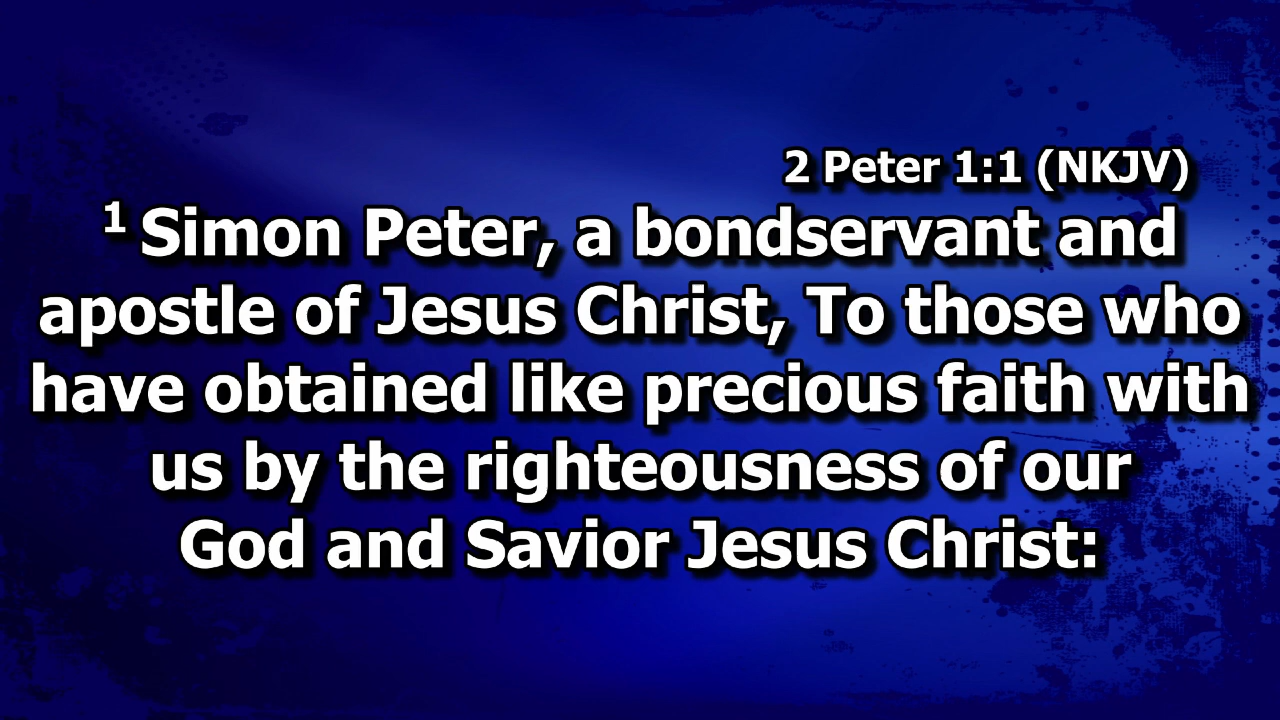 2 Peter 1:1 (NKJV)
1 Simon Peter, a bondservant and
apostle of Jesus Christ, To those who
have obtained like precious faith with
us by the righteousness of our
God and Savior Jesus Christ: